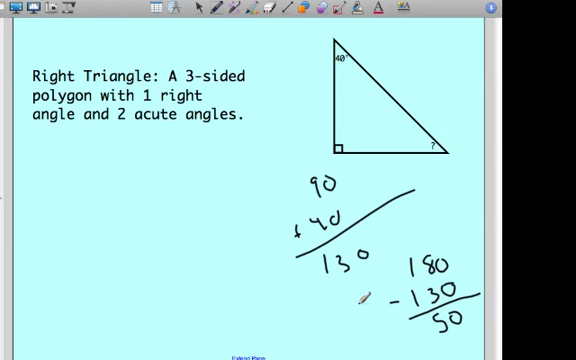 Right Triangle: A 3-sided
polygon with 1 right
angle and 2 acute angles.
40°
?
90
+ 40
130
180
- 130
50
Extend Page